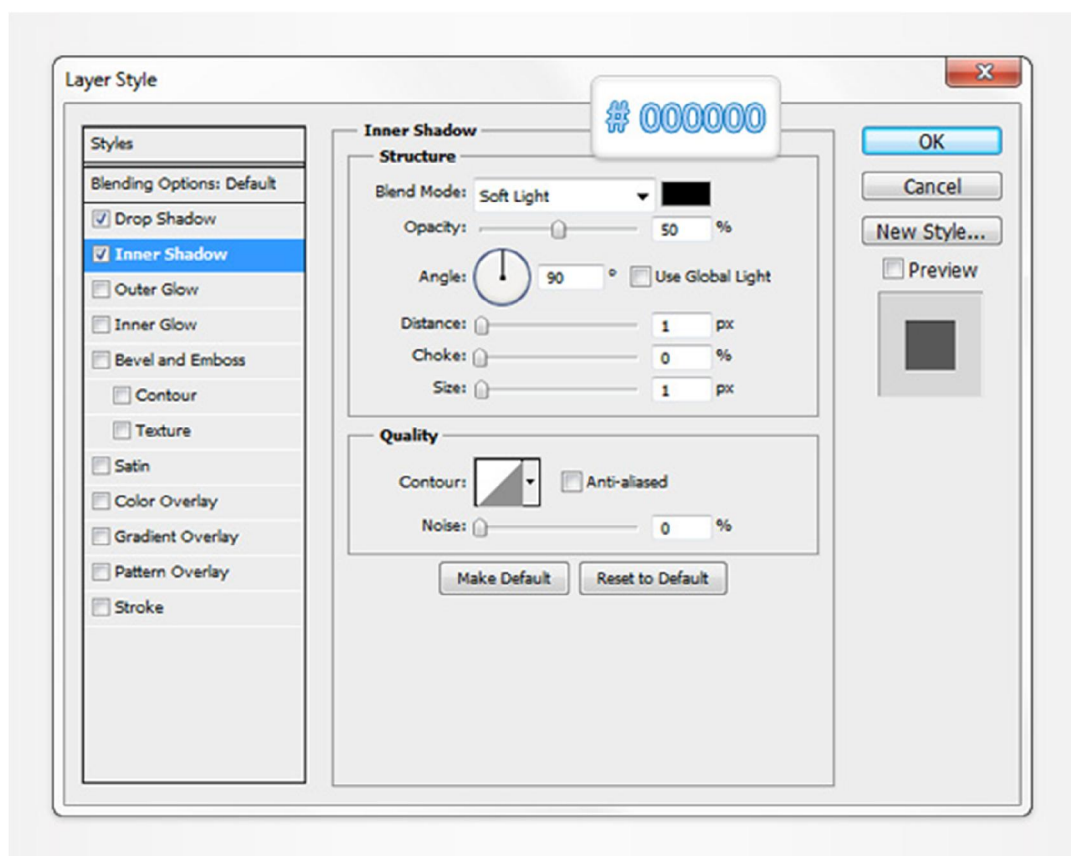 Layer Style
# 000000
Styles
Blending Options: Default
Drop Shadow
Inner Shadow
Outer Glow
Inner Glow
Bevel and Emboss
Contour
Texture
Satin
Color Overlay
Gradient Overlay
Pattern Overlay
Stroke
Inner Shadow
Structure
Blend Mode: Soft Light
Opacity: 50 %
Angle: 90 ° Use Global Light
Distance: 1 px
Choke: 0 %
Size: 1 px
Quality
Contour: Anti-aliased
Noise: 0 %
Make Default Reset to Default
OK
Cancel
New Style...
Preview